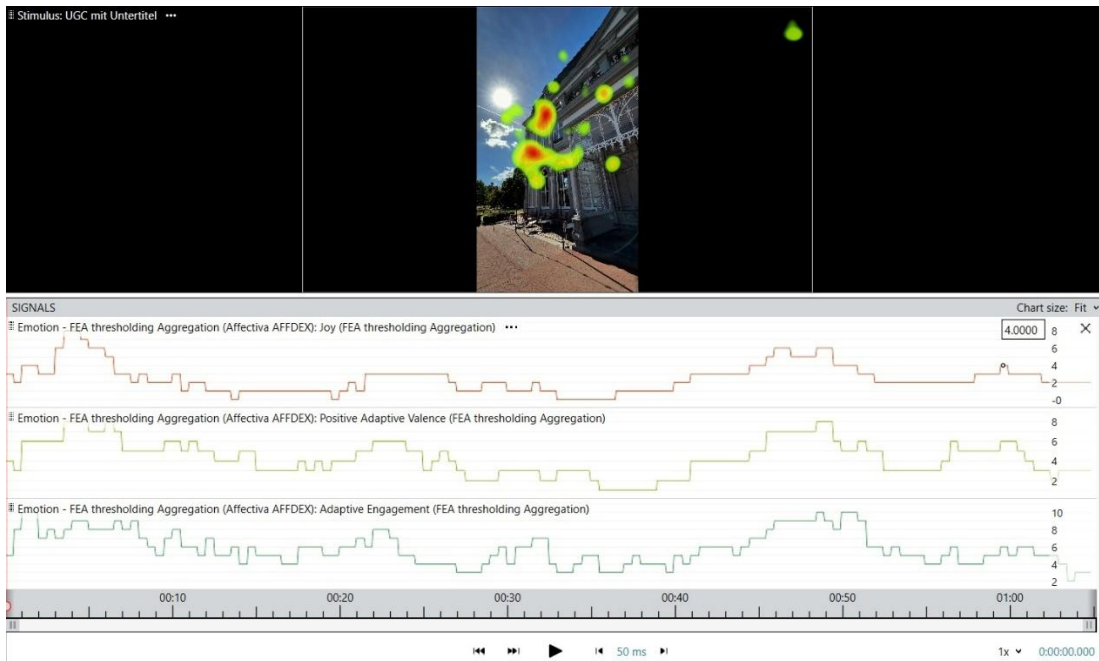 Stimulus: UGC mit Untertitel ...
SIGNALS
Chart size: Fit
Emotion - FEA thresholding Aggregation (Affectiva AFFDEX): Joy (FEA thresholding Aggregation) ...
4.0000
8
6
4
2
-0
Emotion - FEA thresholding Aggregation (Affectiva AFFDEX): Positive Adaptive Valence (FEA thresholding Aggregation)
8
6
4
2
Emotion - FEA thresholding Aggregation (Affectiva AFFDEX): Adaptive Engagement (FEA thresholding Aggregation)
10
8
6
4
2
00:10 00:20 00:30 00:40 00:50 01:00
50 ms
1x 0:00:00.000